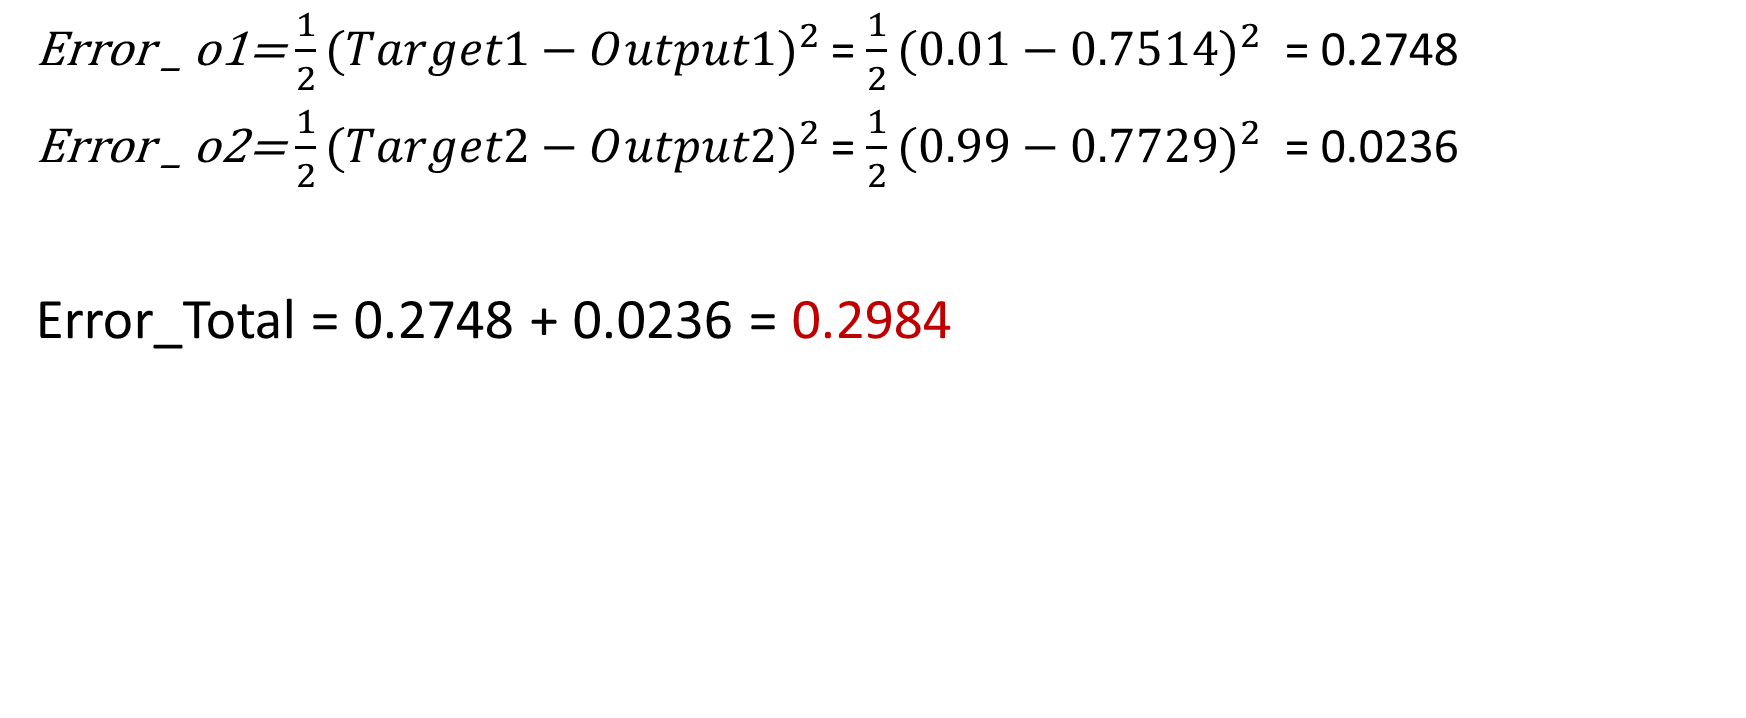 Error_ o1=½(Target1 − Output1)² = ½(0.01 − 0.7514)² = 0.2748
Error_ o2=½(Target2 − Output2)² = ½(0.99 − 0.7729)² = 0.0236
Error_Total = 0.2748 + 0.0236 = 0.2984